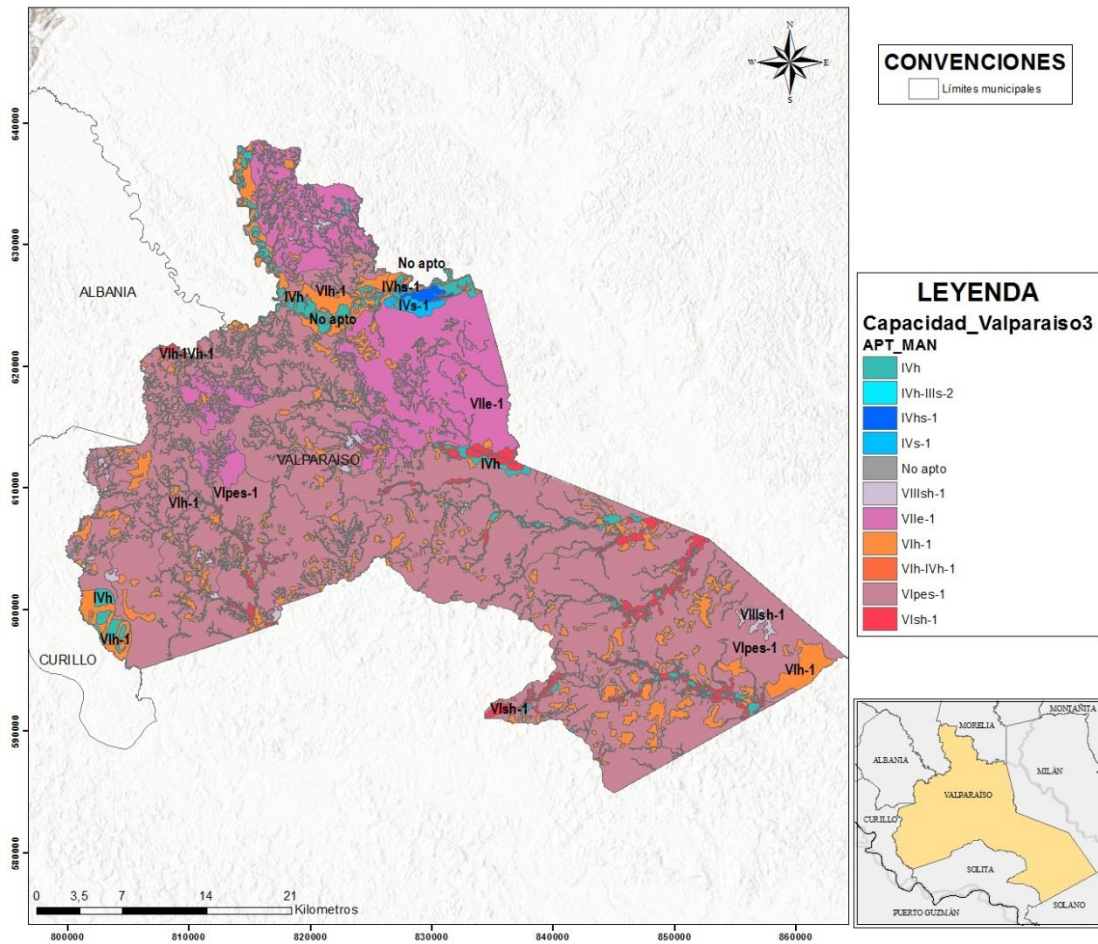 N
W
E
S
CONVENCIONES
Límites municipales
640000
630000
620000
610000
600000
590000
580000
No apto
VIh-1
IVhs-1
IVh
IVs-1
No apto
ALBANIA
VIh-IVh-1
VIIe-1
VALPARAISO
IVh
VIpes-1
VIh-1
IVh
VIIIsh-1
VIh-1
VIpes-1
VIh-1
CURILLO
VIsh-1
0
3,5
7
14
21
Kilometros
800000
810000
820000
830000
840000
850000
860000
LEYENDA
Capacidad_Valparaiso3
APT_MAN
IVh
IVh-IIIs-2
IVhs-1
IVs-1
No apto
VIIIsh-1
VIIe-1
VIh-1
VIh-IVh-1
VIpes-1
VIsh-1
MONTAÑITA
MORELIA
ALBANIA
MILÁN
VALPARAÍSO
CURILLO
SOLITA
SOLANO
PUERTO GUZMÁN